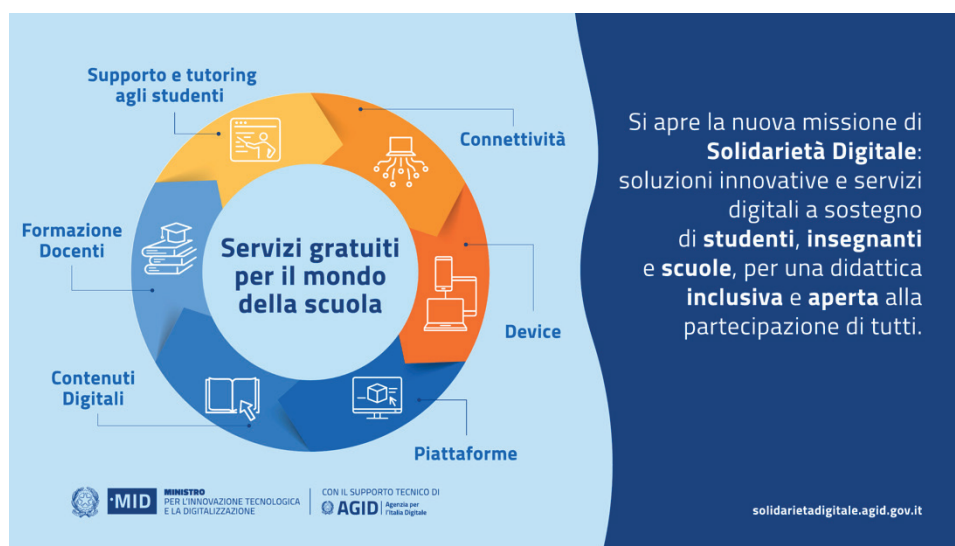 Supporto e tutoring
agli studenti
Connettività
Formazione
Docenti
Servizi gratuiti
per il mondo
della scuola
Device
Contenuti
Digitali
Piattaforme
·MID
MINISTRO
PER L'INNOVAZIONE TECNOLOGICA
E LA DIGITALIZZAZIONE
CON IL SUPPORTO TECNICO DI
AGID
Agenzia per
l'Italia Digitale
Si apre la nuova missione di
Solidarietà Digitale:
soluzioni innovative e servizi
digitali a sostegno
di studenti, insegnanti
e scuole, per una didattica
inclusiva e aperta alla
partecipazione di tutti.
solidarietadigitale.agid.gov.it